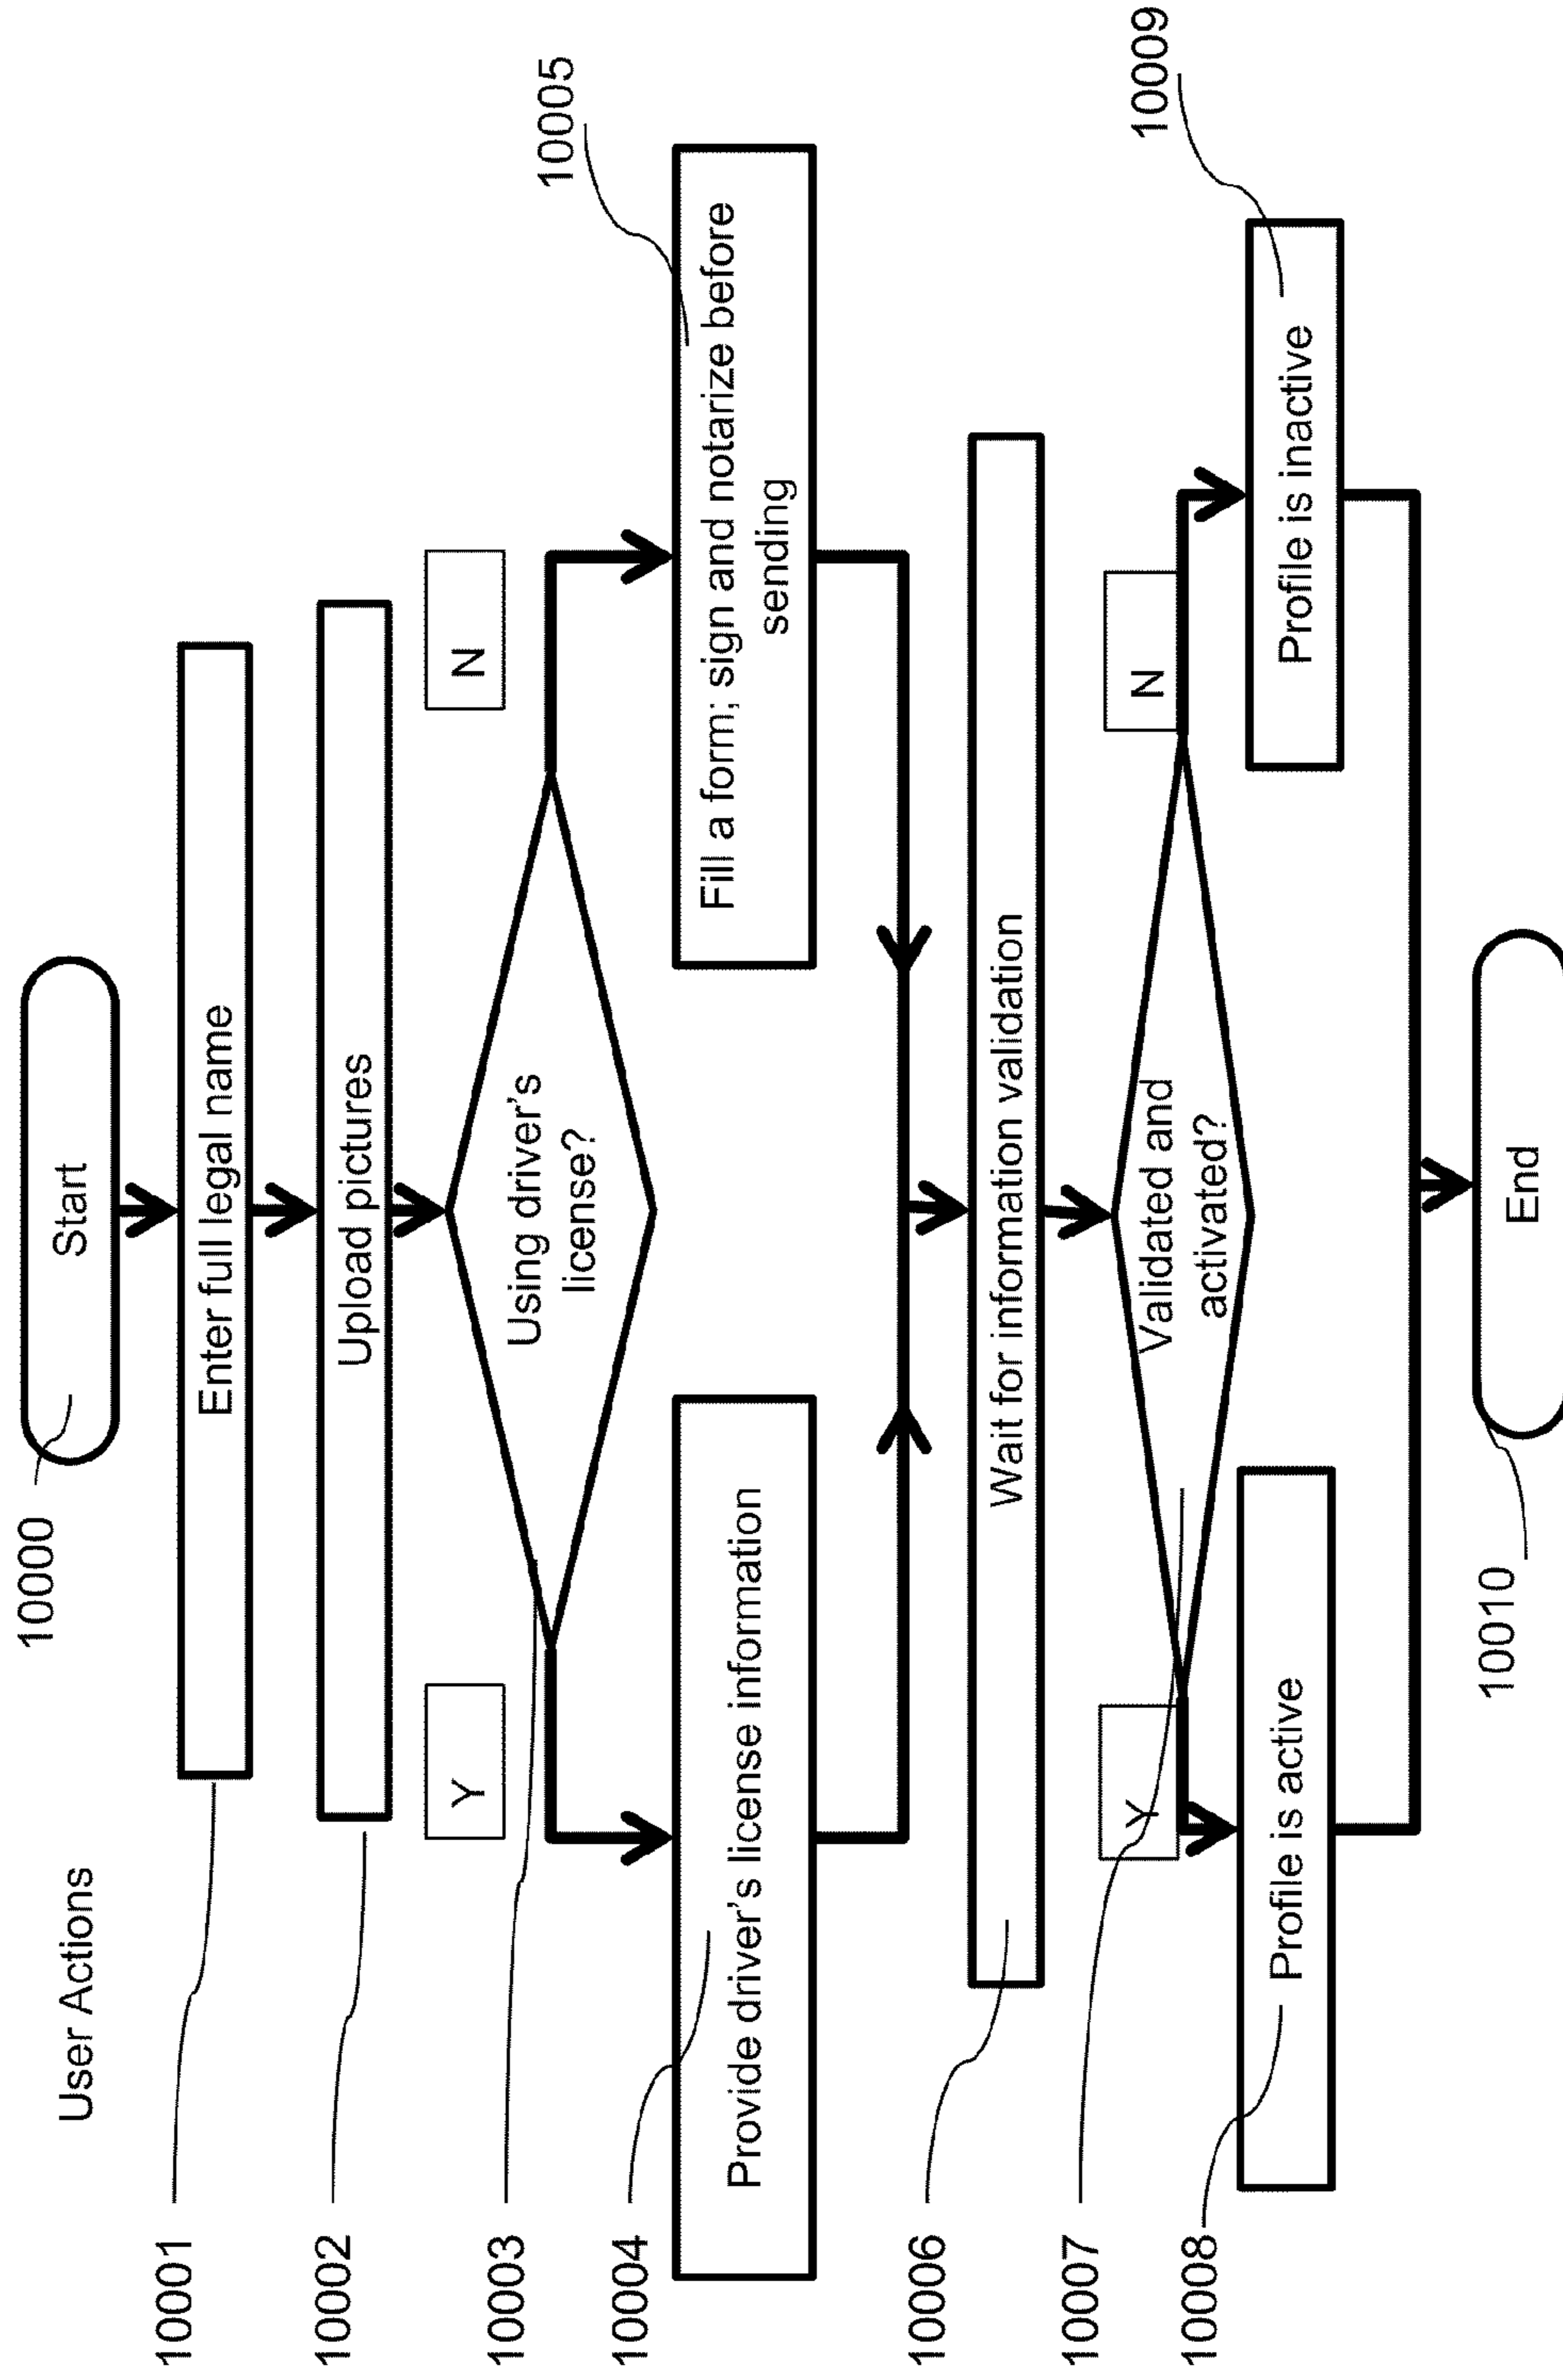 User Actions
10000
Start
10001
Enter full legal name
10002
Upload pictures
10003
Using driver's
license?
Y
N
10004
Provide driver's license information
10005
Fill a form; sign and notarize before
sending
10006
Wait for information validation
10007
Validated and
activated?
Y
N
10008
Profile is active
10009
Profile is inactive
10010
End